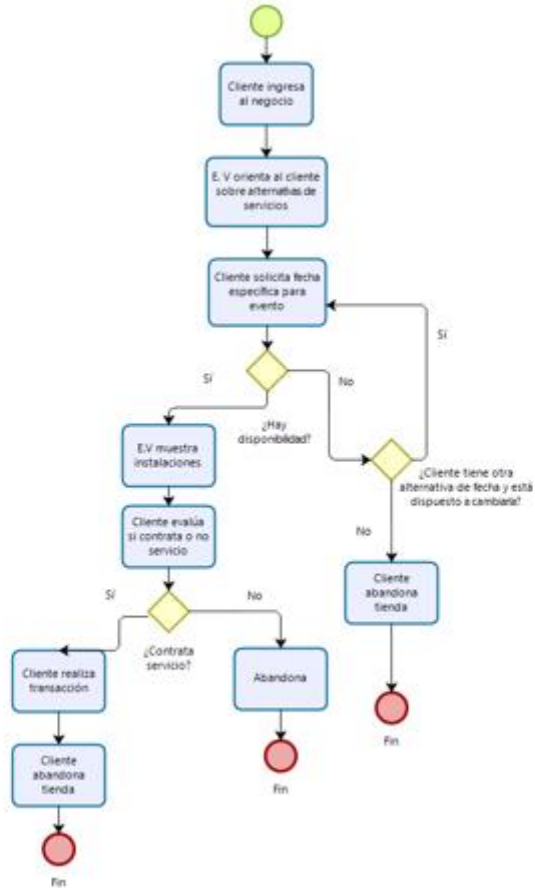 Cliente ingresa
al negocio
E. V orienta al cliente
sobre alternativas de
servicios
Cliente solicita fecha
específica para
evento
Sí
Sí
No
¿Hay
disponibilidad?
E.V muestra
instalaciones
¿Cliente tiene otra
alternativa de fecha y está
dispuesto a cambiarla?
Cliente evalúa
si contrata o no
servicio
No
Cliente
abandona
tienda
Sí
No
¿Contrata
servicio?
Cliente realiza
transacción
Abandona
Fin
Cliente
abandona
tienda
Fin
Fin